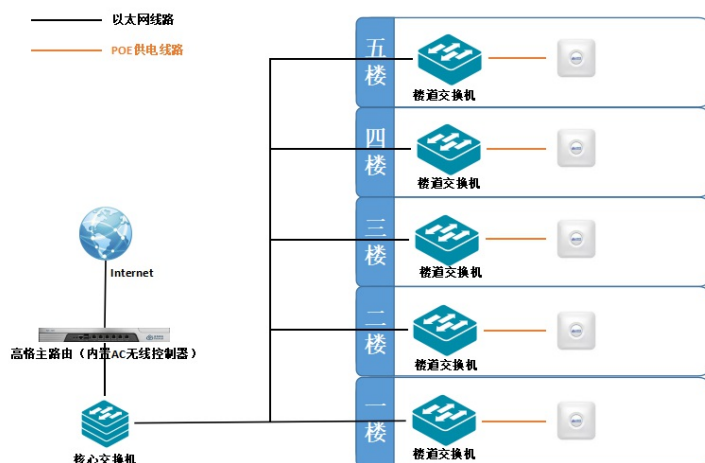 以太网线路
POE供电线路
五楼
楼道交换机
四楼
楼道交换机
三楼
楼道交换机
二楼
楼道交换机
一楼
楼道交换机
Internet
高恪主路由（内置AC无线控制器）
核心交换机